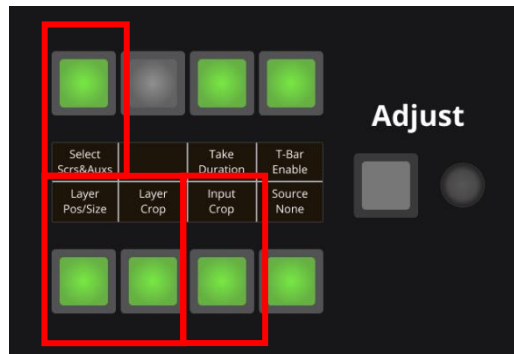 Adjust
Select
Scrs&Auxs
Take
Duration
T-Bar
Enable
Layer
Pos/Size
Layer
Crop
Input
Crop
Source
None